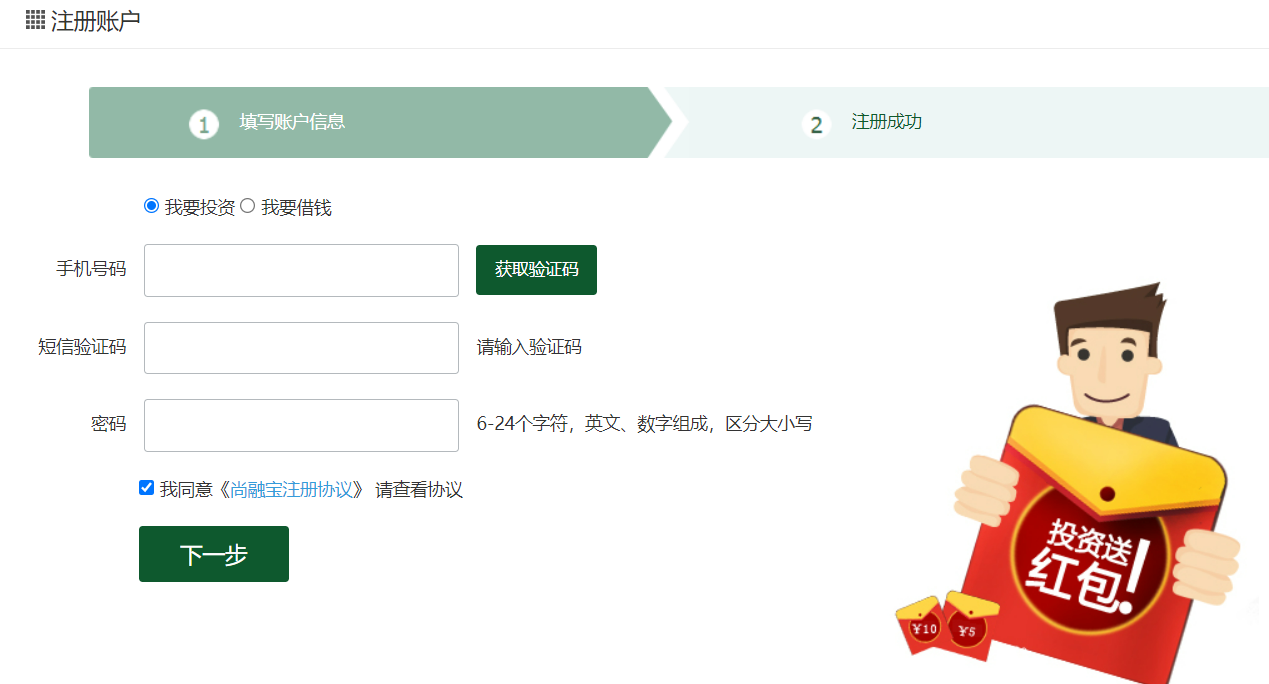 注册账户
1 填写账户信息
2 注册成功
我要投资 我要借钱
手机号码 获取验证码
短信验证码 请输入验证码
密码 6-24个字符，英文、数字组成，区分大小写
我同意《尚融宝注册协议》 请查看协议
下一步
投资送
红包！
¥10
¥5